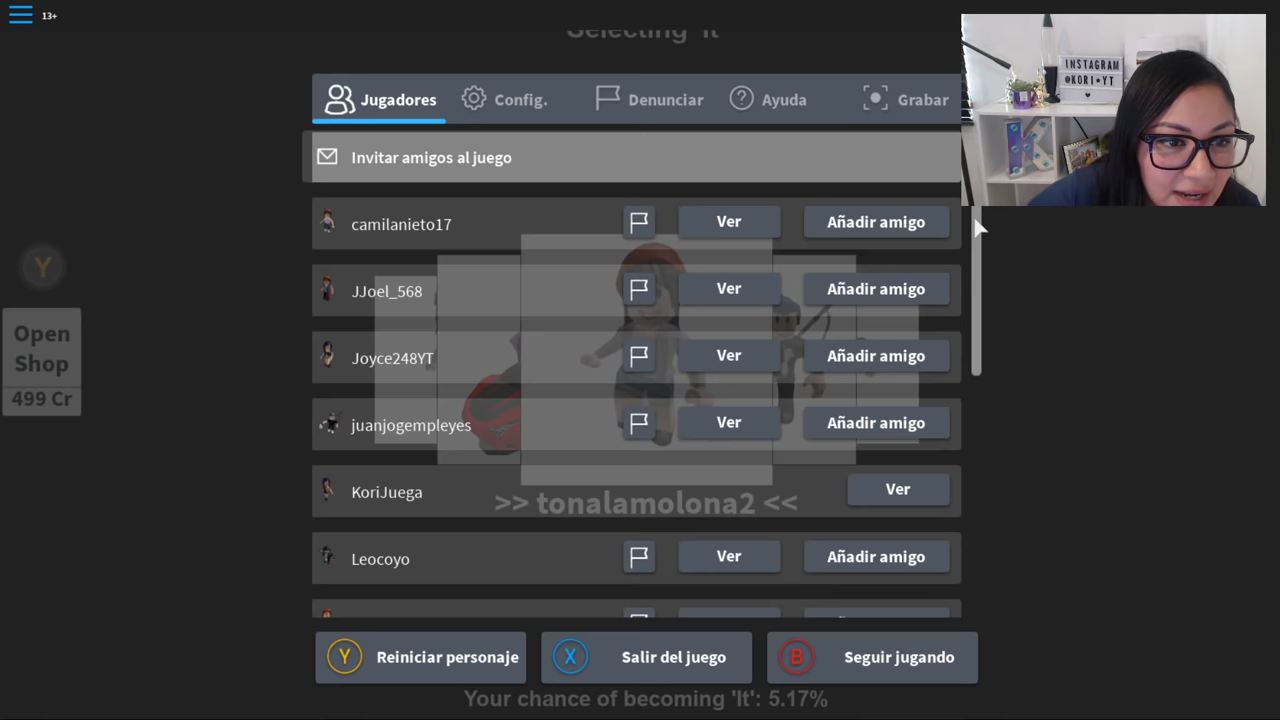 13+
Selecting 'It'
Jugadores
Config.
Denunciar
Ayuda
Grabar
INSTAGRAM
@KORI•YT
Invitar amigos al juego
camilanieto17
Ver
Añadir amigo
JJoel_568
Ver
Añadir amigo
Joyce248YT
Ver
Añadir amigo
juanjogempleyes
Ver
Añadir amigo
KoriJuega
Ver
Leocoyo
Ver
Añadir amigo
Y
Open
Shop
499 Cr
>> tonalamolona2 <<
Y Reiniciar personaje
X Salir del juego
B Seguir jugando
Your chance of becoming 'It': 5.17%